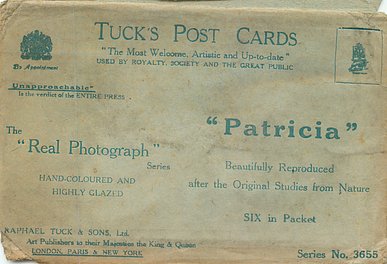 TUCK'S POST CARDS
"The Most Welcome, Artistic and Up-to-date"
USED BY ROYALTY, SOCIETY AND THE GREAT PUBLIC
By Appointment
Unapproachable"
Is the verdict of the ENTIRE PRESS
The
"Real Photograph"
Series
HAND-COLOURED AND
HIGHLY GLAZED
"Patricia"
Beautifully Reproduced
after the Original Studies from Nature
SIX in Packet
RAPHAEL TUCK & SONS, Ltd.
Art Publishers to their Majesties the King & Queen
LONDON, PARIS & NEW YORK
Series No. 3655